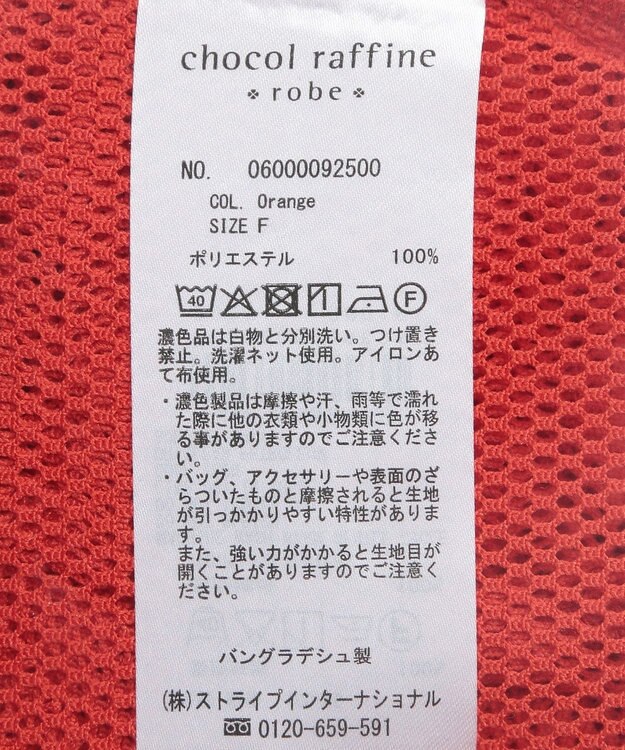 chocol raffine
robe
NO. 06000092500
COL. Orange
SIZE F
ポリエステル 100%
40 F
濃色品は白物と分別洗い。つけ置き
禁止。洗濯ネット使用。アイロンあ
て布使用。
・濃色製品は摩擦や汗、雨等で濡れ
た際に他の衣類や小物類に色が移
る事がありますのでご注意くださ
い。
・バッグ、アクセサリーや表面のざ
らついたものと摩擦されると生地
が引っかかりやすい特性がありま
す。
また、強い力がかかると生地目が
開くことがありますのでご注意く
ださい。
バングラデシュ製
(株)ストライプインターナショナル
0120-659-591